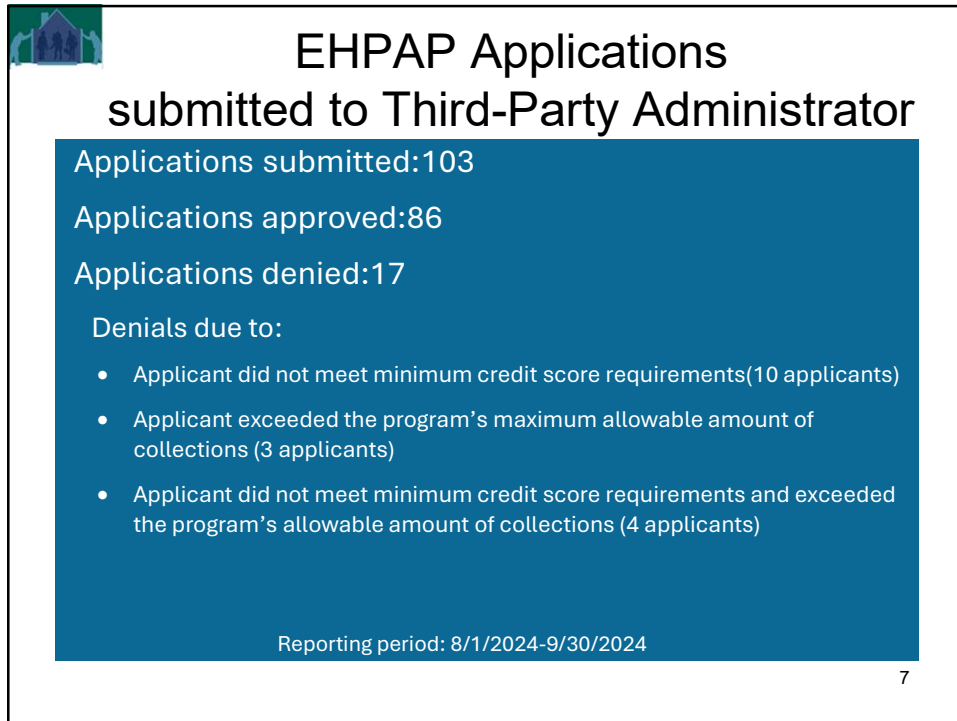 EHPAP Applications
submitted to Third-Party Administrator
Applications submitted:103
Applications approved:86
Applications denied:17
Denials due to:
• Applicant did not meet minimum credit score requirements(10 applicants)
• Applicant exceeded the program’s maximum allowable amount of
collections (3 applicants)
• Applicant did not meet minimum credit score requirements and exceeded
the program’s allowable amount of collections (4 applicants)
Reporting period: 8/1/2024-9/30/2024
7